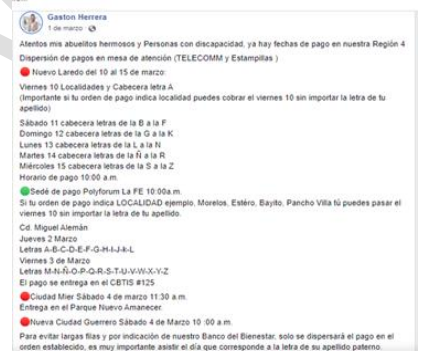 Gaston Herrera
1 de marzo ·
Atentos mis abuelitos hermosos y Personas con discapacidad, ya hay fechas de pago en nuestra Región 4
Dispersión de pagos en mesa de atención (TELECOMM y Estampillas )
Nuevo Laredo del 10 al 15 de marzo:
Viernes 10 Localidades y Cabecera letra A
(Importante si tu orden de pago indica localidad puedes cobrar el viernes 10 sin importar la letra de tu
apellido)
Sábado 11 cabecera letras de la B a la F
Domingo 12 cabecera letras de la G a la K
Lunes 13 cabecera letras de la L a la N
Martes 14 cabecera letras de la Ñ a la R
Miércoles 15 cabecera letras de la S a la Z
Horario de pago 10:00 a.m.
Sedé de pago Polyforum La FE 10:00a.m.
Si tu orden de pago indica LOCALIDAD ejemplo, Morelos, Estéro, Bayito, Pancho Villa tú puedes pasar el
viernes 10 sin importar la letra de tu apellido.
Cd. Miguel Alemán
Jueves 2 Marzo
Letras A-B-C-D-E-F-G-H-I-J-k-L
Viernes 3 de Marzo
Letras M-N-Ñ-O-P-Q-R-S-T-U-V-W-X-Y-Z
El pago se entrega en el CBTIS #125
Ciudad Mier Sábado 4 de marzo 11:30 a.m.
Entrega en el Parque Nuevo Amanecer.
Nueva Ciudad Guerrero Sábado 4 de Marzo 10 :00 a.m.
Para evitar largas filas y por indicación de nuestro Banco del Bienestar, solo se dispersará el pago en el
orden establecido, es muy importante asistir el día que corresponde a la letra de su apellido paterno.